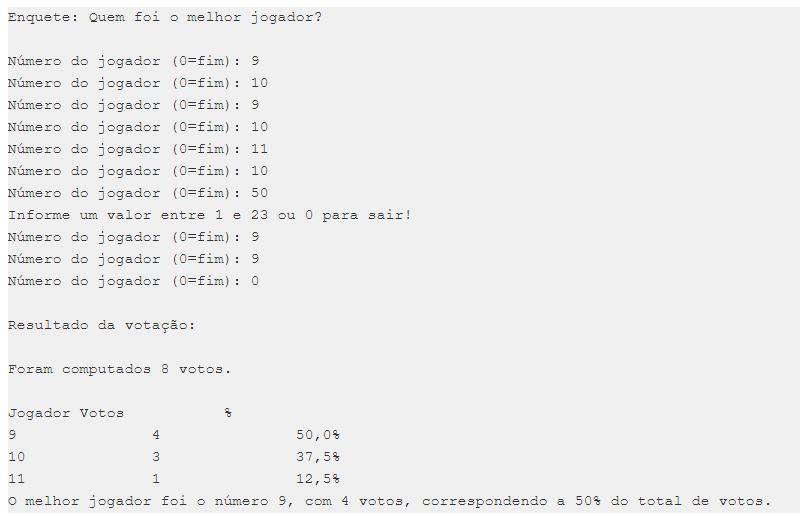 Enquete: Quem foi o melhor jogador?
Número do jogador (0=fim): 9
Número do jogador (0=fim): 10
Número do jogador (0=fim): 9
Número do jogador (0=fim): 10
Número do jogador (0=fim): 11
Número do jogador (0=fim): 10
Número do jogador (0=fim): 50
Informe um valor entre 1 e 23 ou 0 para sair!
Número do jogador (0=fim): 9
Número do jogador (0=fim): 9
Número do jogador (0=fim): 0
Resultado da votação:
Foram computados 8 votos.
Jogador Votos %
9 4 50,0%
10 3 37,5%
11 1 12,5%
O melhor jogador foi o número 9, com 4 votos, correspondendo a 50% do total de votos.